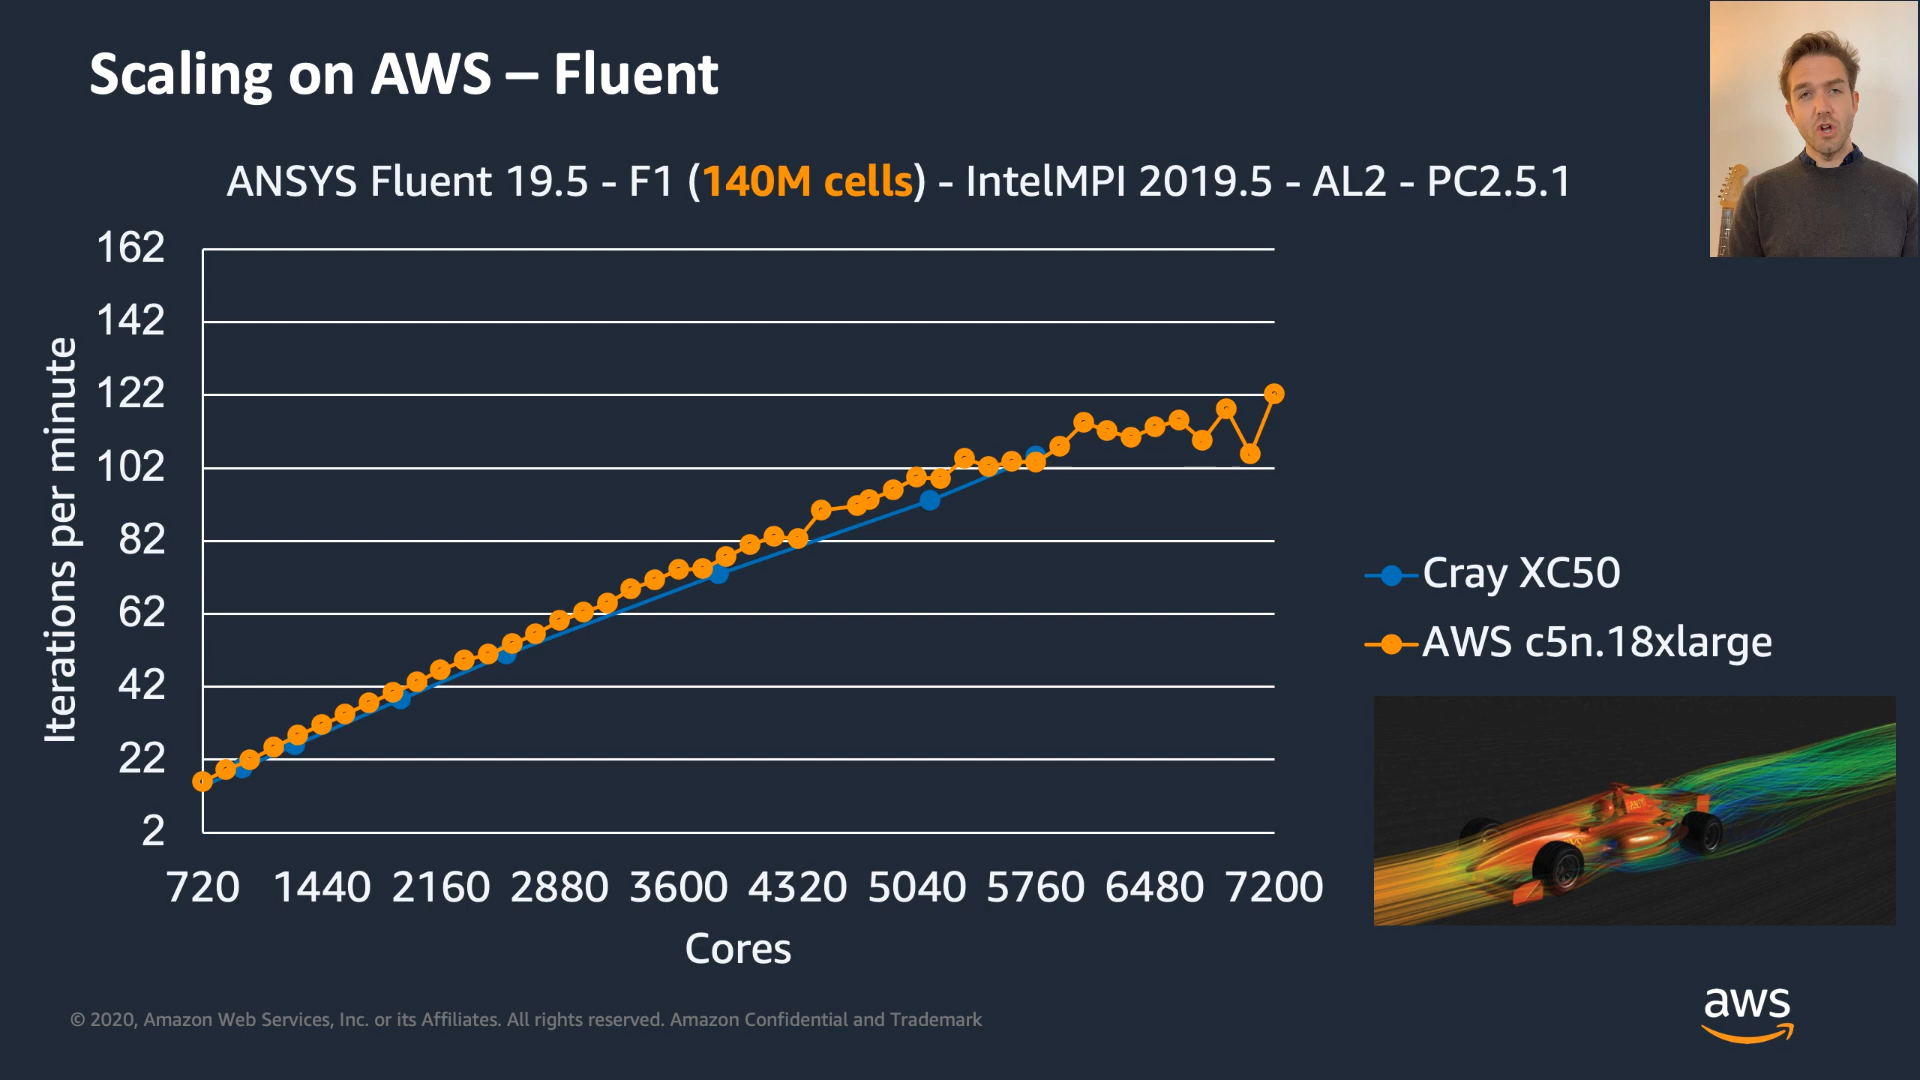 Scaling on AWS – Fluent
ANSYS Fluent 19.5 - F1 (140M cells) - IntelMPI 2019.5 - AL2 - PC2.5.1
162
142
122
102
82
62
42
22
2
Iterations per minute
720 1440 2160 2880 3600 4320 5040 5760 6480 7200
Cores
Cray XC50
AWS c5n.18xlarge
© 2020, Amazon Web Services, Inc. or its Affiliates. All rights reserved. Amazon Confidential and Trademark
aws